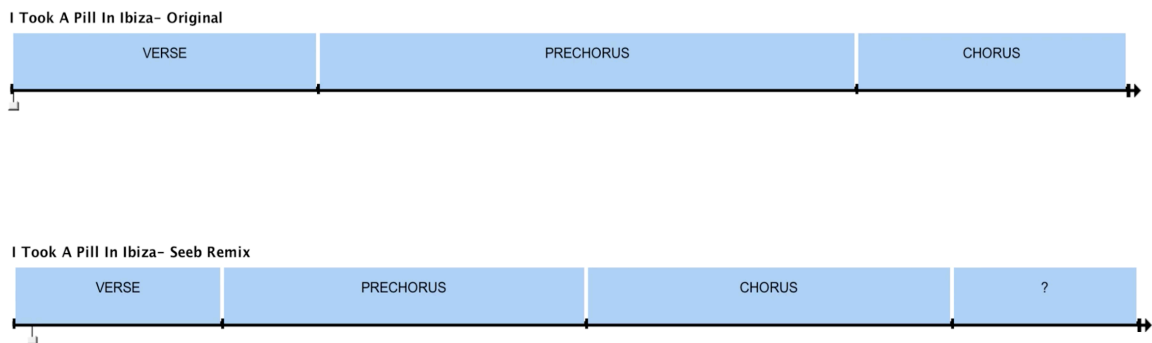 I Took A Pill In Ibiza– Original
VERSE PRECHORUS CHORUS
I Took A Pill In Ibiza– Seeb Remix
VERSE PRECHORUS CHORUS ?